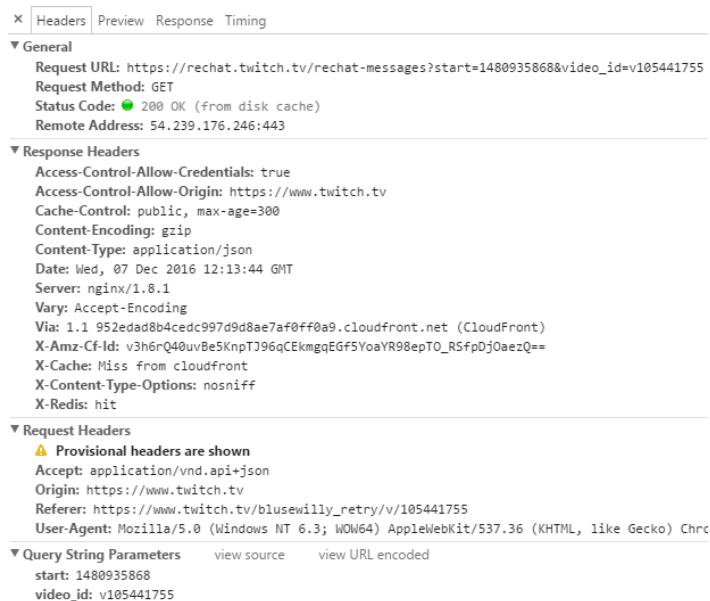 × Headers Preview Response Timing
▼ General
Request URL: https://rechat.twitch.tv/rechat-messages?start=1480935868&video_id=v105441755
Request Method: GET
Status Code: 200 OK (from disk cache)
Remote Address: 54.239.176.246:443
▼ Response Headers
Access-Control-Allow-Credentials: true
Access-Control-Allow-Origin: https://www.twitch.tv
Cache-Control: public, max-age=300
Content-Encoding: gzip
Content-Type: application/json
Date: Wed, 07 Dec 2016 12:13:44 GMT
Server: nginx/1.8.1
Vary: Accept-Encoding
Via: 1.1 952edad8b4cedc997d9d8ae7af0ff0a9.cloudfront.net (CloudFront)
X-Amz-Cf-Id: v3h6rQ40uvBe5KnpTJ96qCEkmgqEGf5YoaYR98epTO_RSfpDjOaezQ==
X-Cache: Miss from cloudfront
X-Content-Type-Options: nosniff
X-Redis: hit
▼ Request Headers
Provisional headers are shown
Accept: application/vnd.api+json
Origin: https://www.twitch.tv
Referer: https://www.twitch.tv/blusewilly_retry/v/105441755
User-Agent: Mozilla/5.0 (Windows NT 6.3; WOW64) AppleWebKit/537.36 (KHTML, like Gecko) Chro
▼ Query String Parameters view source view URL encoded
start: 1480935868
video_id: v105441755